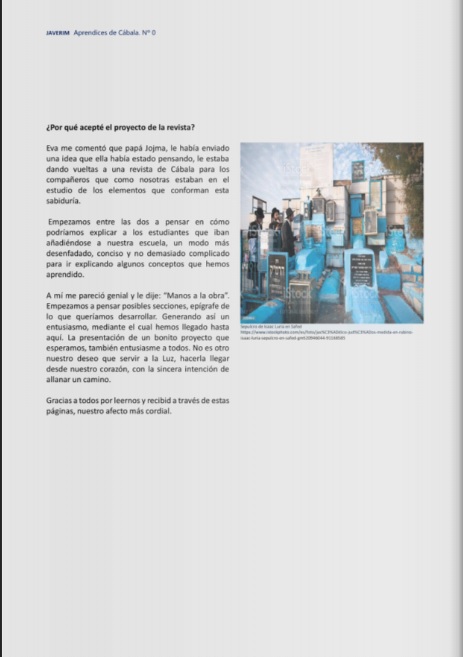 JAVERIM Aprendices de Cábala. Nº 0
¿Por qué acepté el proyecto de la revista?
Eva me comentó que papá Jojma, le había enviado
una idea que ella había estado pensando, le estaba
dando vueltas a una revista de Cábala para los
compañeros que como nosotras estaban en el
estudio de los elementos que conforman esta
sabiduría.
Empezamos entre las dos a pensar en cómo
podríamos explicar a los estudiantes que iban
añadiéndose a nuestra escuela, un modo más
desenfadado, conciso y no demasiado complicado
para ir explicando algunos conceptos que hemos
aprendido.
A mí me pareció genial y le dije: “Manos a la obra”.
Empezamos a pensar posibles secciones, epígrafe de
lo que queríamos desarrollar. Generando así un
entusiasmo, mediante el cual hemos llegado hasta
aquí. La presentación de un bonito proyecto que
esperamos, también entusiasme a todos. No es otro
nuestro deseo que servir a la Luz, hacerla llegar
desde nuestro corazón, con la sincera intención de
allanar un camino.
Gracias a todos por leernos y recibid a través de estas
páginas, nuestro afecto más cordial.
iStock
Sepulcro de Isaac Luria en Safed